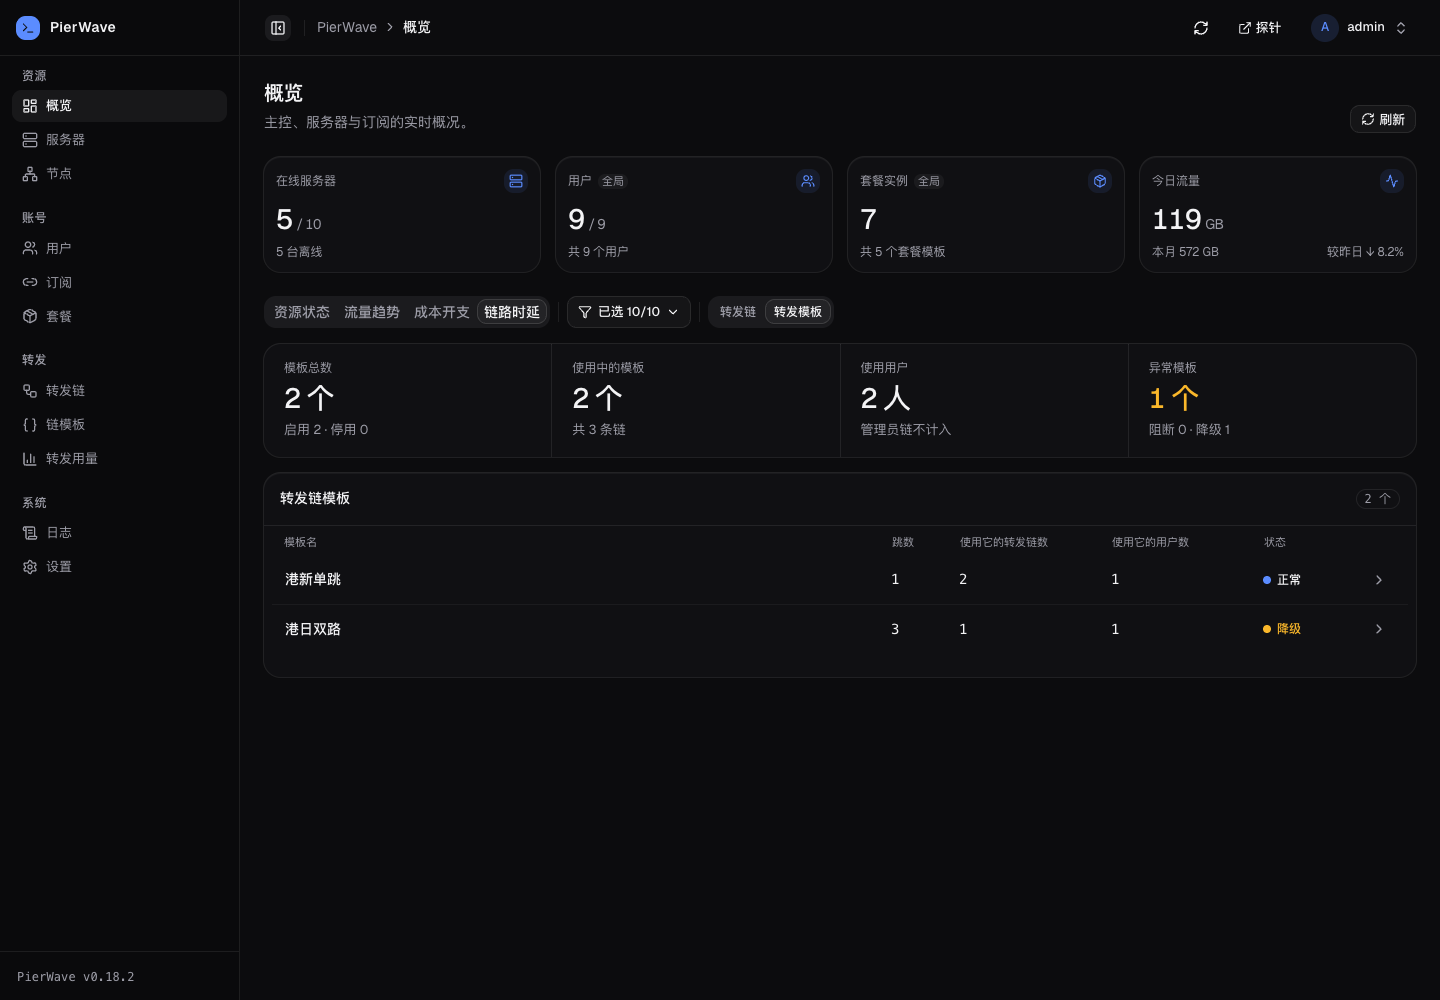 PierWave
PierWave > 概览
探针
A admin
资源
概览
服务器
节点
账号
用户
订阅
套餐
转发
转发链
链模板
转发用量
系统
日志
设置
PierWave v0.18.2
概览
主控、服务器与订阅的实时概况。
刷新
在线服务器
5 / 10
5 台离线
用户 全局
9 / 9
共 9 个用户
套餐实例 全局
7
共 5 个套餐模板
今日流量
119 GB
本月 572 GB 较昨日 ↓ 8.2%
资源状态 流量趋势 成本开支 链路时延 已选 10/10 转发链 转发模板
模板总数
2 个
启用 2 · 停用 0
使用中的模板
2 个
共 3 条链
使用用户
2 人
管理员链不计入
异常模板
1 个
阻断 0 · 降级 1
转发链模板 2 个
模板名 跳数 使用它的转发链数 使用它的用户数 状态
港新单跳 1 2 1 正常
港日双路 3 1 1 降级